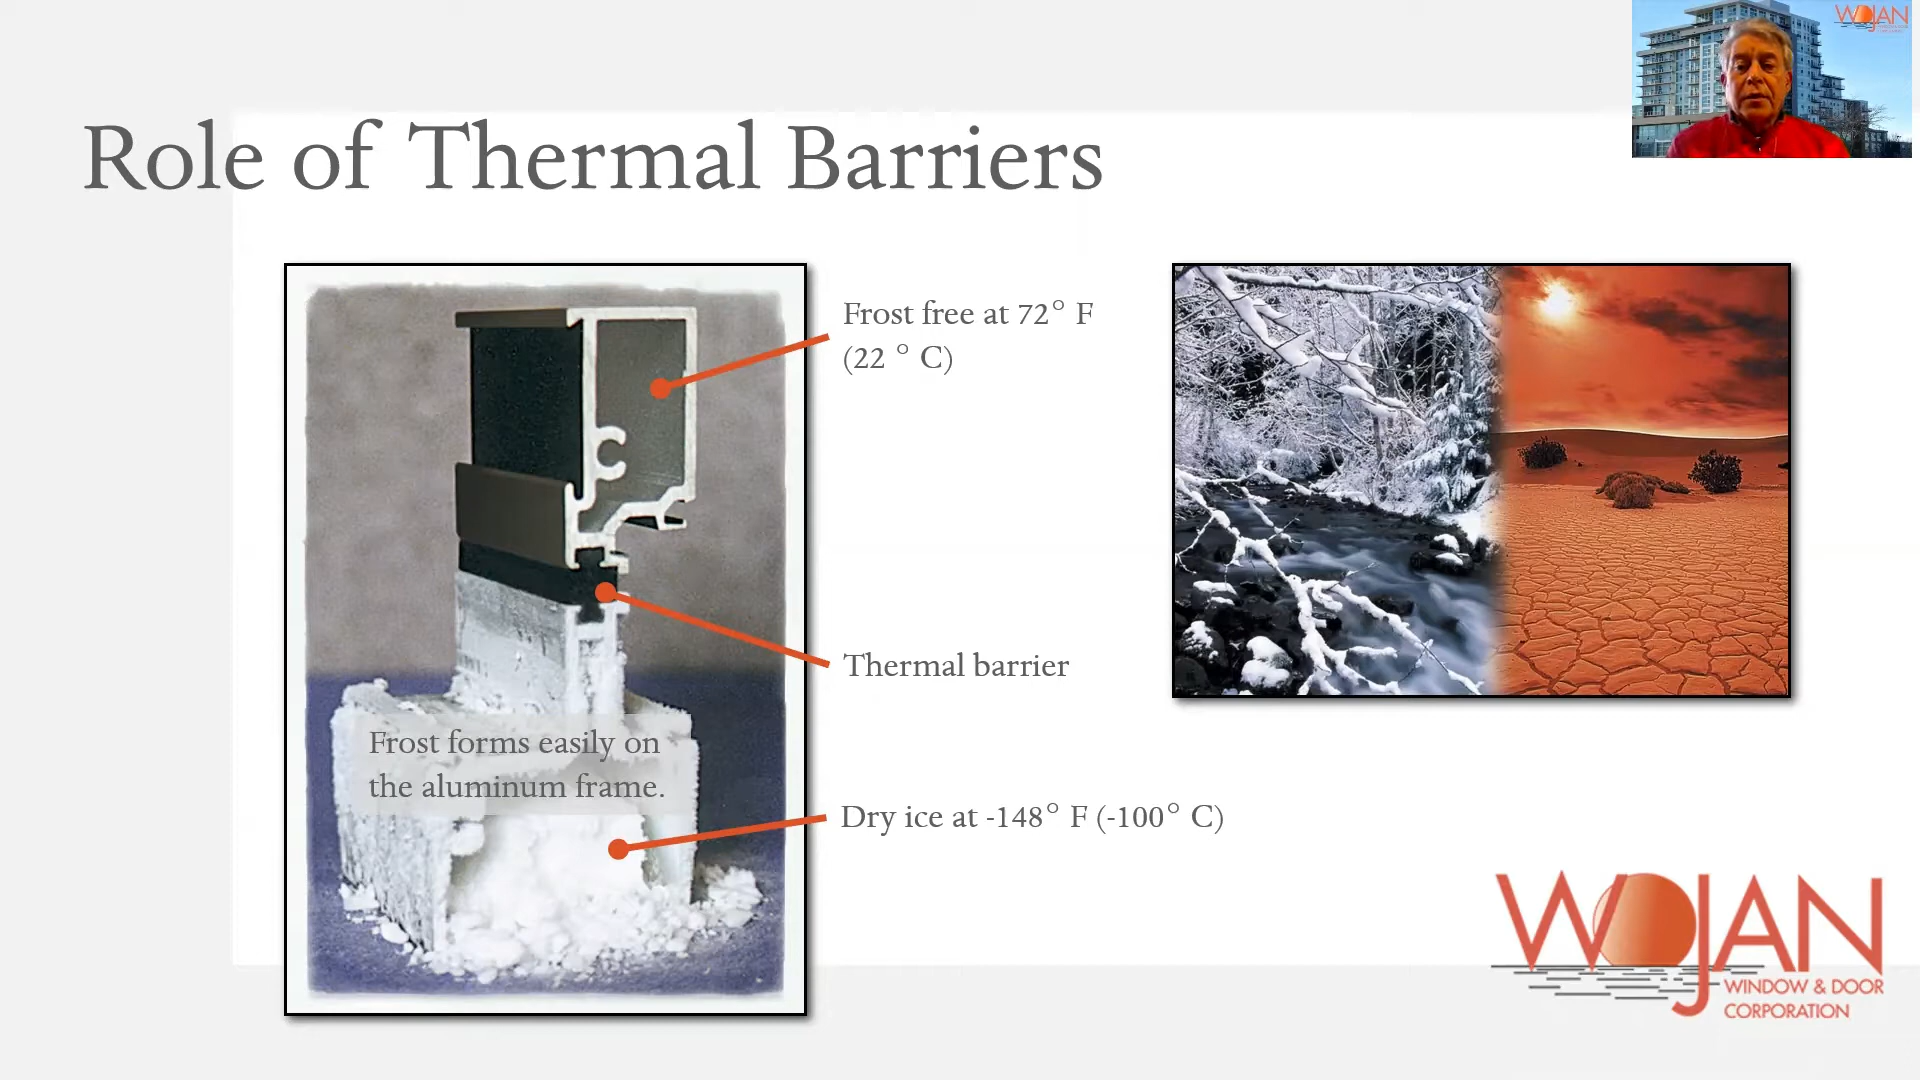 WOJAN
Role of Thermal Barriers
Frost free at 72° F
(22 ° C)
Thermal barrier
Frost forms easily on
the aluminum frame.
Dry ice at -148° F (-100° C)
WOJAN
WINDOW & DOOR
CORPORATION